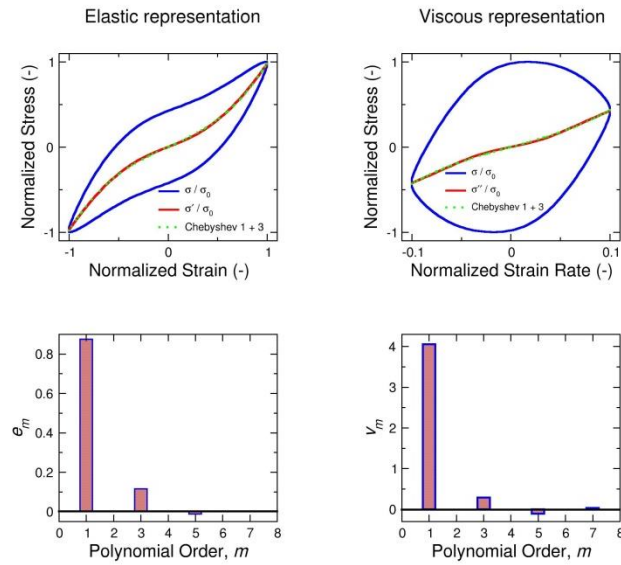 Elastic representation
Viscous representation
Normalized Stress (-)
1
0
-1
σ / σ0
σ' / σ0
Chebyshev 1 + 3
-1 0 1
Normalized Strain (-)
Normalized Stress (-)
1
0
-1
σ / σ0
σ'' / σ0
Chebyshev 1 + 3
-0.1 0 0.1
Normalized Strain Rate (-)
em
0.8
0.6
0.4
0.2
0
0 1 2 3 4 5 6 7 8
Polynomial Order, m
vm
4
3
2
1
0
0 1 2 3 4 5 6 7 8
Polynomial Order, m